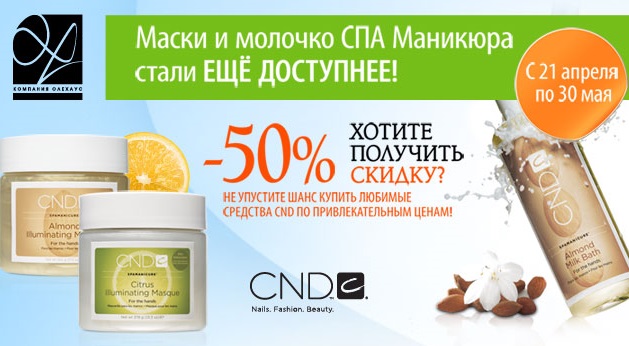 Маски и молочко СПА Маникюра
стали ЕЩЁ ДОСТУПНЕЕ!
С 21 апреля
по 30 мая
КОМПАНИЯ ОЛЕХАУС
-50%
ХОТИТЕ
ПОЛУЧИТЬ
СКИДКУ?
НЕ УПУСТИТЕ ШАНС КУПИТЬ ЛЮБИМЫЕ
СРЕДСТВА CND ПО ПРИВЛЕКАТЕЛЬНЫМ ЦЕНАМ!
CND
SPAMANICURE
Almond
Illuminating M
For the hands
CND
SPAMANICURE
Citrus
Illuminating Masque
For the hands
CND
Nails. Fashion. Beauty.
CND
SPAMANICURE
Almond
Milk Bath
For the hands